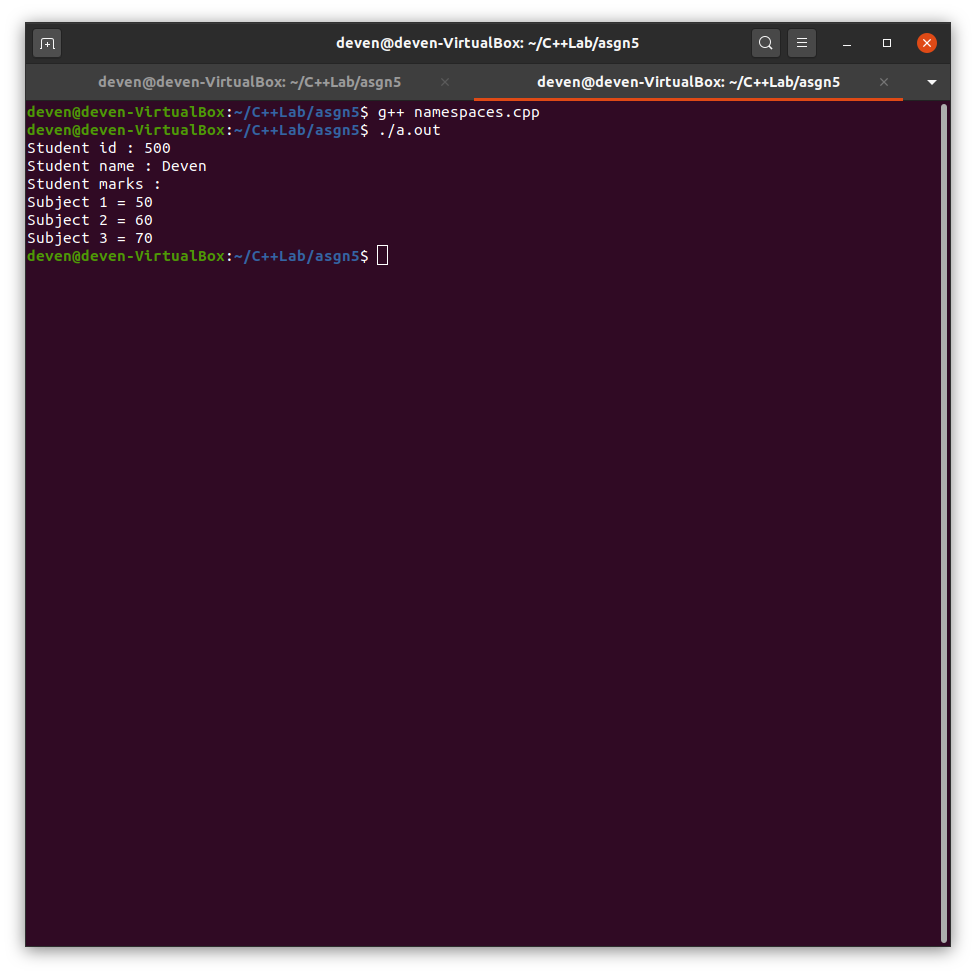 deven@deven-VirtualBox: ~/C++Lab/asgn5
deven@deven-VirtualBox: ~/C++Lab/asgn5
deven@deven-VirtualBox: ~/C++Lab/asgn5
deven@deven-VirtualBox:~/C++Lab/asgn5$ g++ namespaces.cpp
deven@deven-VirtualBox:~/C++Lab/asgn5$ ./a.out
Student id : 500
Student name : Deven
Student marks :
Subject 1 = 50
Subject 2 = 60
Subject 3 = 70
deven@deven-VirtualBox:~/C++Lab/asgn5$